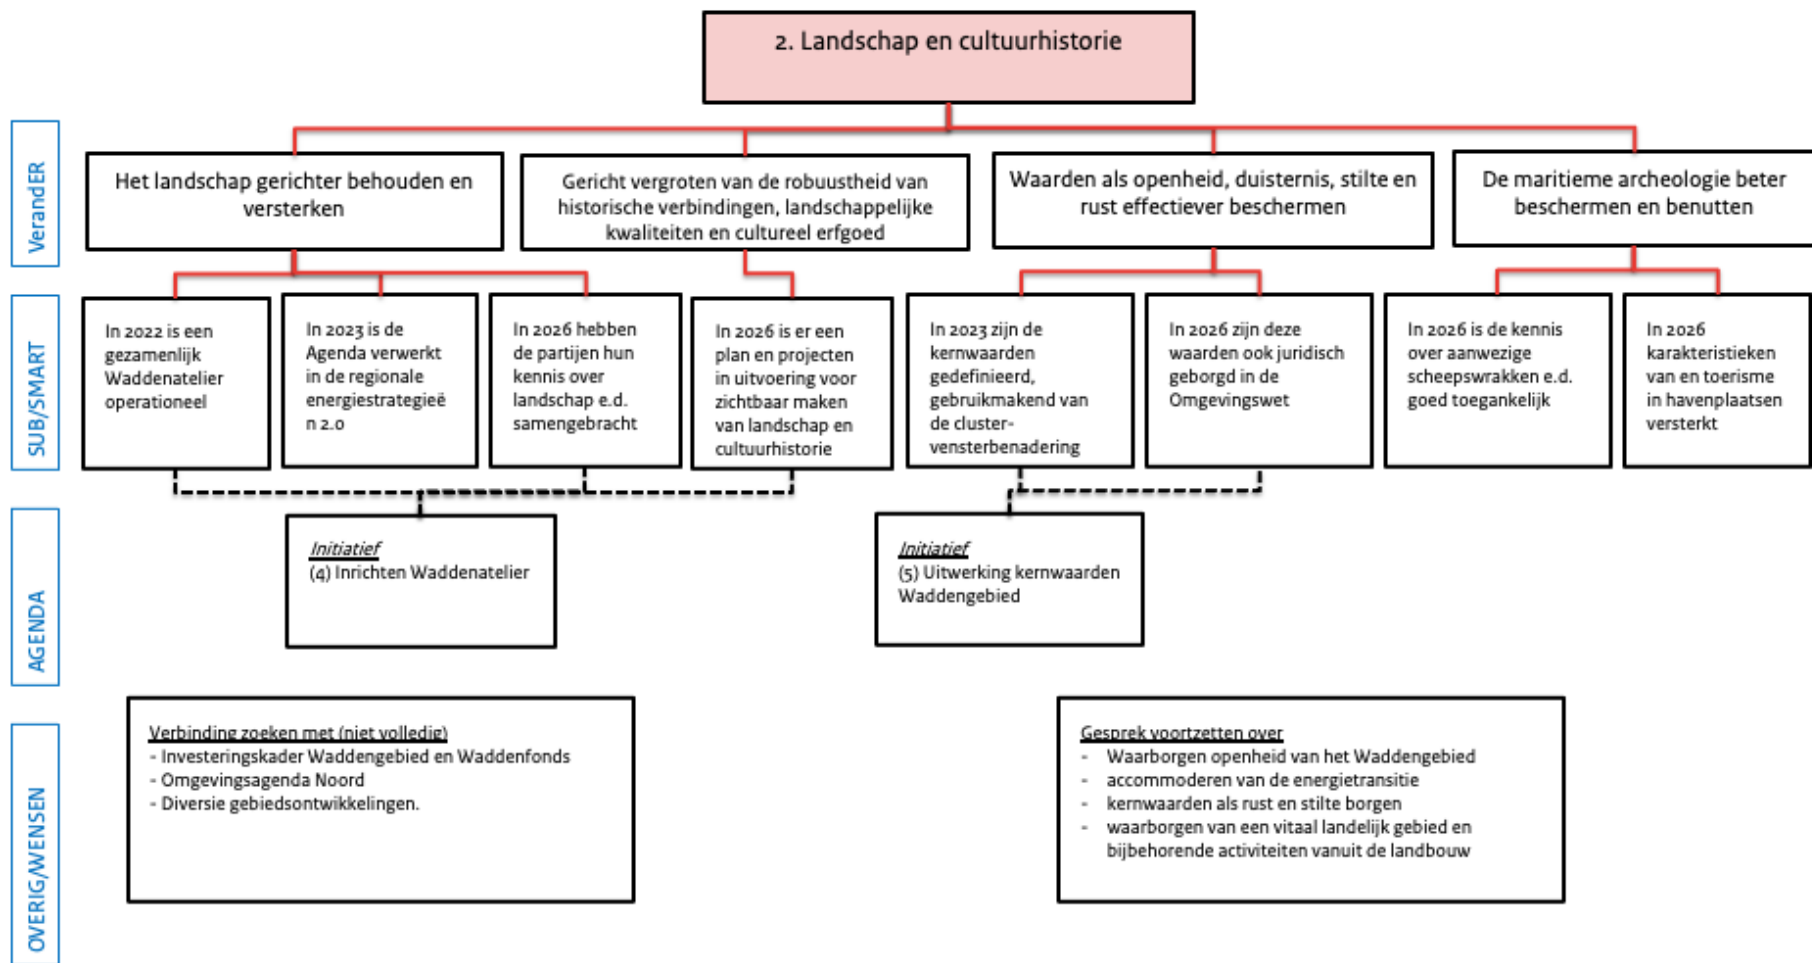 2. Landschap en cultuurhistorie
VerandER
Het landschap gerichter behouden en
versterken
Gericht vergroten van de robuustheid van
historische verbindingen, landschappelijke
kwaliteiten en cultureel erfgoed
Waarden als openheid, duisternis, stilte en
rust effectiever beschermen
De maritieme archeologie beter
beschermen en benutten
SUB/SMART
In 2022 is een
gezamenlijk
Waddenatelier
operationeel
In 2023 is de
Agenda verwerkt
in de regionale
energiestrategieë
n 2.0
In 2026 hebben
de partijen hun
kennis over
landschap e.d.
samengebracht
In 2026 is er een
plan en projecten
in uitvoering voor
zichtbaar maken
van landschap en
cultuurhistorie
In 2023 zijn de
kernwaarden
gedefinieerd,
gebruikmakend van
de cluster-
vensterbenadering
In 2026 zijn deze
waarden ook juridisch
geborgd in de
Omgevingswet
In 2026 is de kennis
over aanwezige
scheepswrakken e.d.
goed toegankelijk
In 2026
karakteristieken
van en toerisme
in havenplaatsen
versterkt
AGENDA
Initiatief
(4) Inrichten Waddenatelier
Initiatief
(5) Uitwerking kernwaarden
Waddengebied
OVERIG/WENSEN
Verbinding zoeken met (niet volledig)
- Investeringskader Waddengebied en Waddenfonds
- Omgevingsagenda Noord
- Diversie gebiedsontwikkelingen.
Gesprek voortzetten over
- Waarborgen openheid van het Waddengebied
- accommoderen van de energietransitie
- kernwaarden als rust en stilte borgen
- waarborgen van een vitaal landelijk gebied en
bijbehorende activiteiten vanuit de landbouw